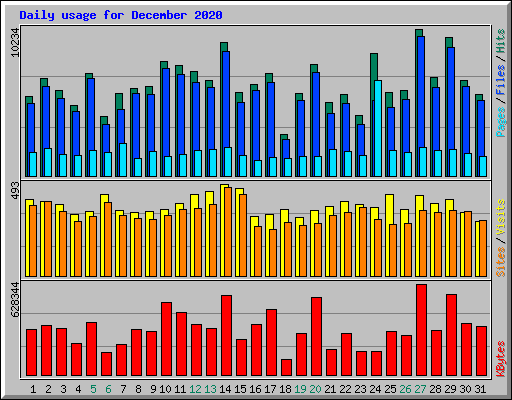 Daily usage for December 2020
10234
Pages / Files / Hits
493
Sites / Visits
628344
KBytes
1 2 3 4 5 6 7 8 9 10 11 12 13 14 15 16 17 18 19 20 21 22 23 24 25 26 27 28 29 30 31